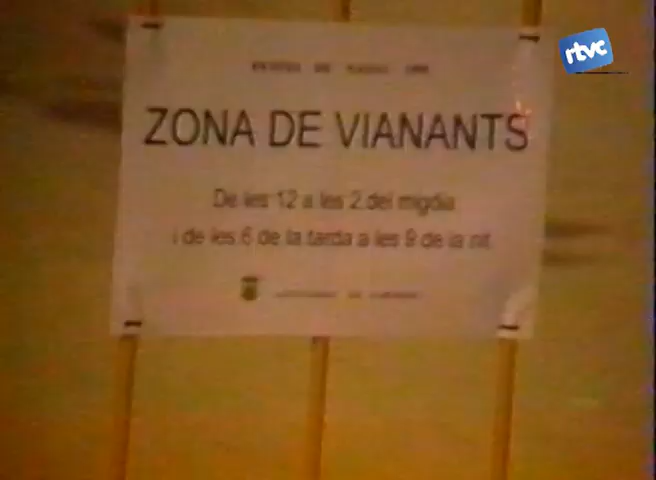 rtvc
ZONA DE VIANANTS
De les 12 a les 2 del migdia
i de les 6 de la tarda a les 9 de la nit